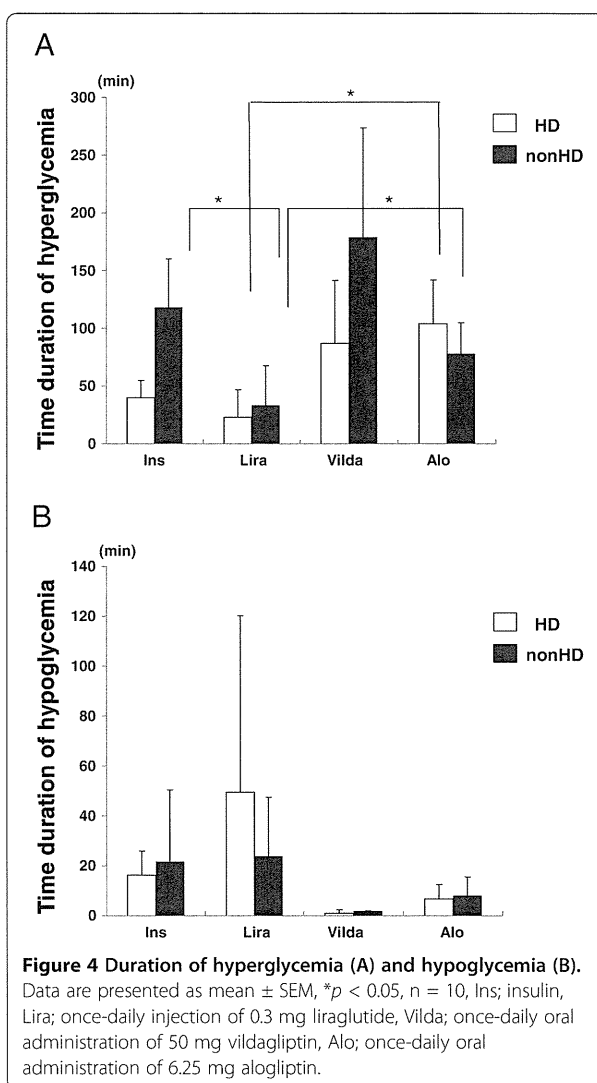 A
(min)
Time duration of hyperglycemia
300
250
200
150
100
50
0
*
*
*
HD
nonHD
Ins Lira Vilda Alo
B
(min)
Time duration of hypoglycemia
140
120
100
80
60
40
20
0
HD
nonHD
Ins Lira Vilda Alo
Figure 4 Duration of hyperglycemia (A) and hypoglycemia (B).
Data are presented as mean ± SEM, *p < 0.05, n = 10, Ins; insulin,
Lira; once-daily injection of 0.3 mg liraglutide, Vilda; once-daily oral
administration of 50 mg vildagliptin, Alo; once-daily oral
administration of 6.25 mg alogliptin.